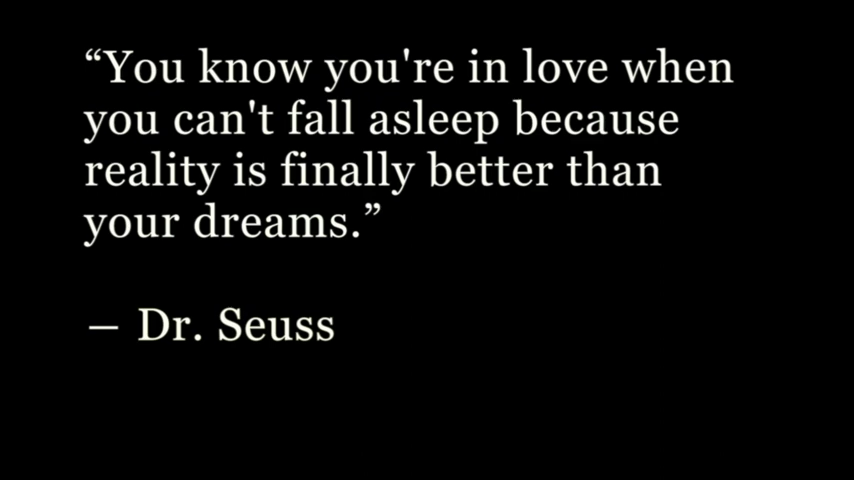 “You know you're in love when
you can't fall asleep because
reality is finally better than
your dreams.”
— Dr. Seuss